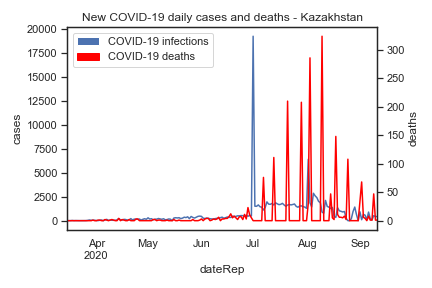 New COVID-19 daily cases and deaths - Kazakhstan
COVID-19 infections
COVID-19 deaths
20000
17500
15000
12500
10000
7500
5000
2500
0
cases
300
250
200
150
100
50
0
deaths
Apr May Jun Jul Aug Sep
2020
dateRep